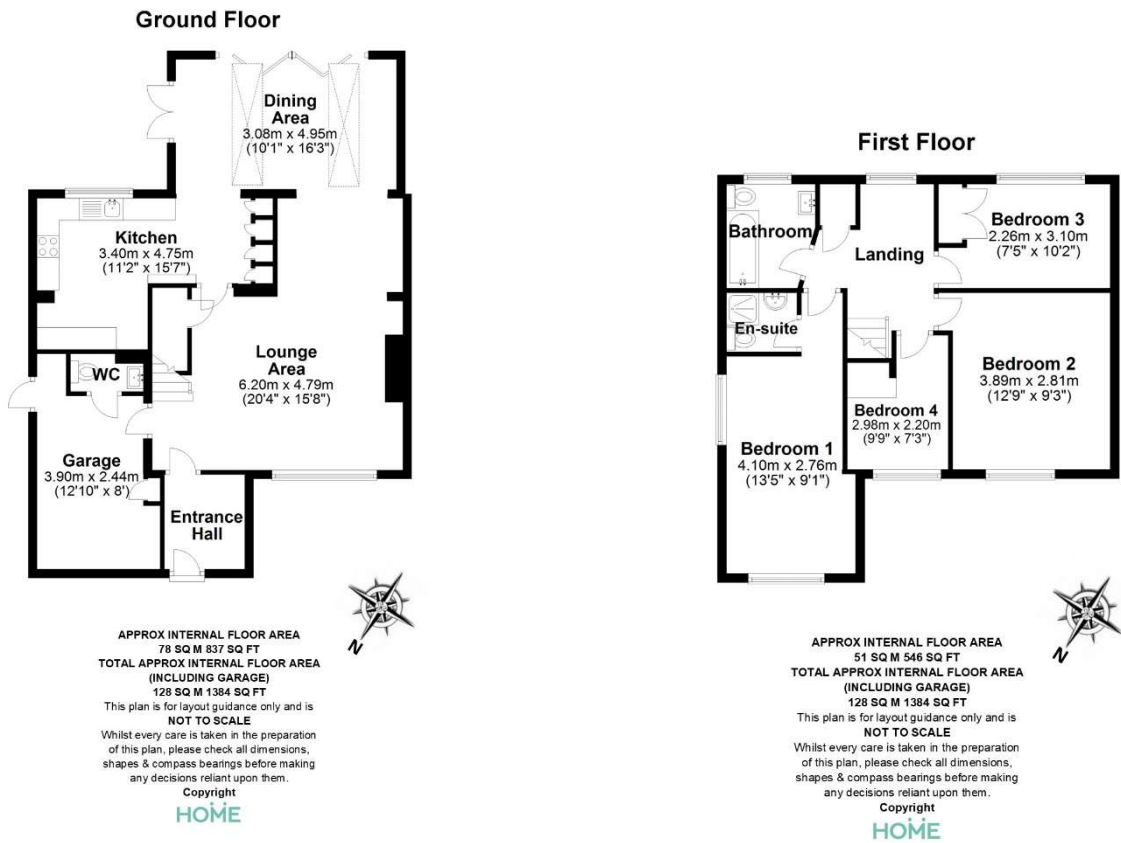 Ground Floor
Dining
Area
3.08m x 4.95m
(10'1" x 16'3")
Kitchen
3.40m x 4.75m
(11'2" x 15'7")
Lounge
Area
6.20m x 4.79m
(20'4" x 15'8")
WC
Garage
3.90m x 2.44m
(12'10" x 8')
Entrance
Hall
N
APPROX INTERNAL FLOOR AREA
78 SQ M 837 SQ FT
TOTAL APPROX INTERNAL FLOOR AREA
(INCLUDING GARAGE)
128 SQ M 1384 SQ FT
This plan is for layout guidance only and is
NOT TO SCALE
Whilst every care is taken in the preparation
of this plan, please check all dimensions,
shapes & compass bearings before making
any decisions reliant upon them.
Copyright
HOME
First Floor
Bathroom
Landing
Bedroom 3
2.26m x 3.10m
(7'5" x 10'2")
En-suite
Bedroom 2
3.89m x 2.81m
(12'9" x 9'3")
Bedroom 4
2.98m x 2.20m
(9'9" x 7'3")
Bedroom 1
4.10m x 2.76m
(13'5" x 9'1")
N
APPROX INTERNAL FLOOR AREA
51 SQ M 546 SQ FT
TOTAL APPROX INTERNAL FLOOR AREA
(INCLUDING GARAGE)
128 SQ M 1384 SQ FT
This plan is for layout guidance only and is
NOT TO SCALE
Whilst every care is taken in the preparation
of this plan, please check all dimensions,
shapes & compass bearings before making
any decisions reliant upon them.
Copyright
HOME